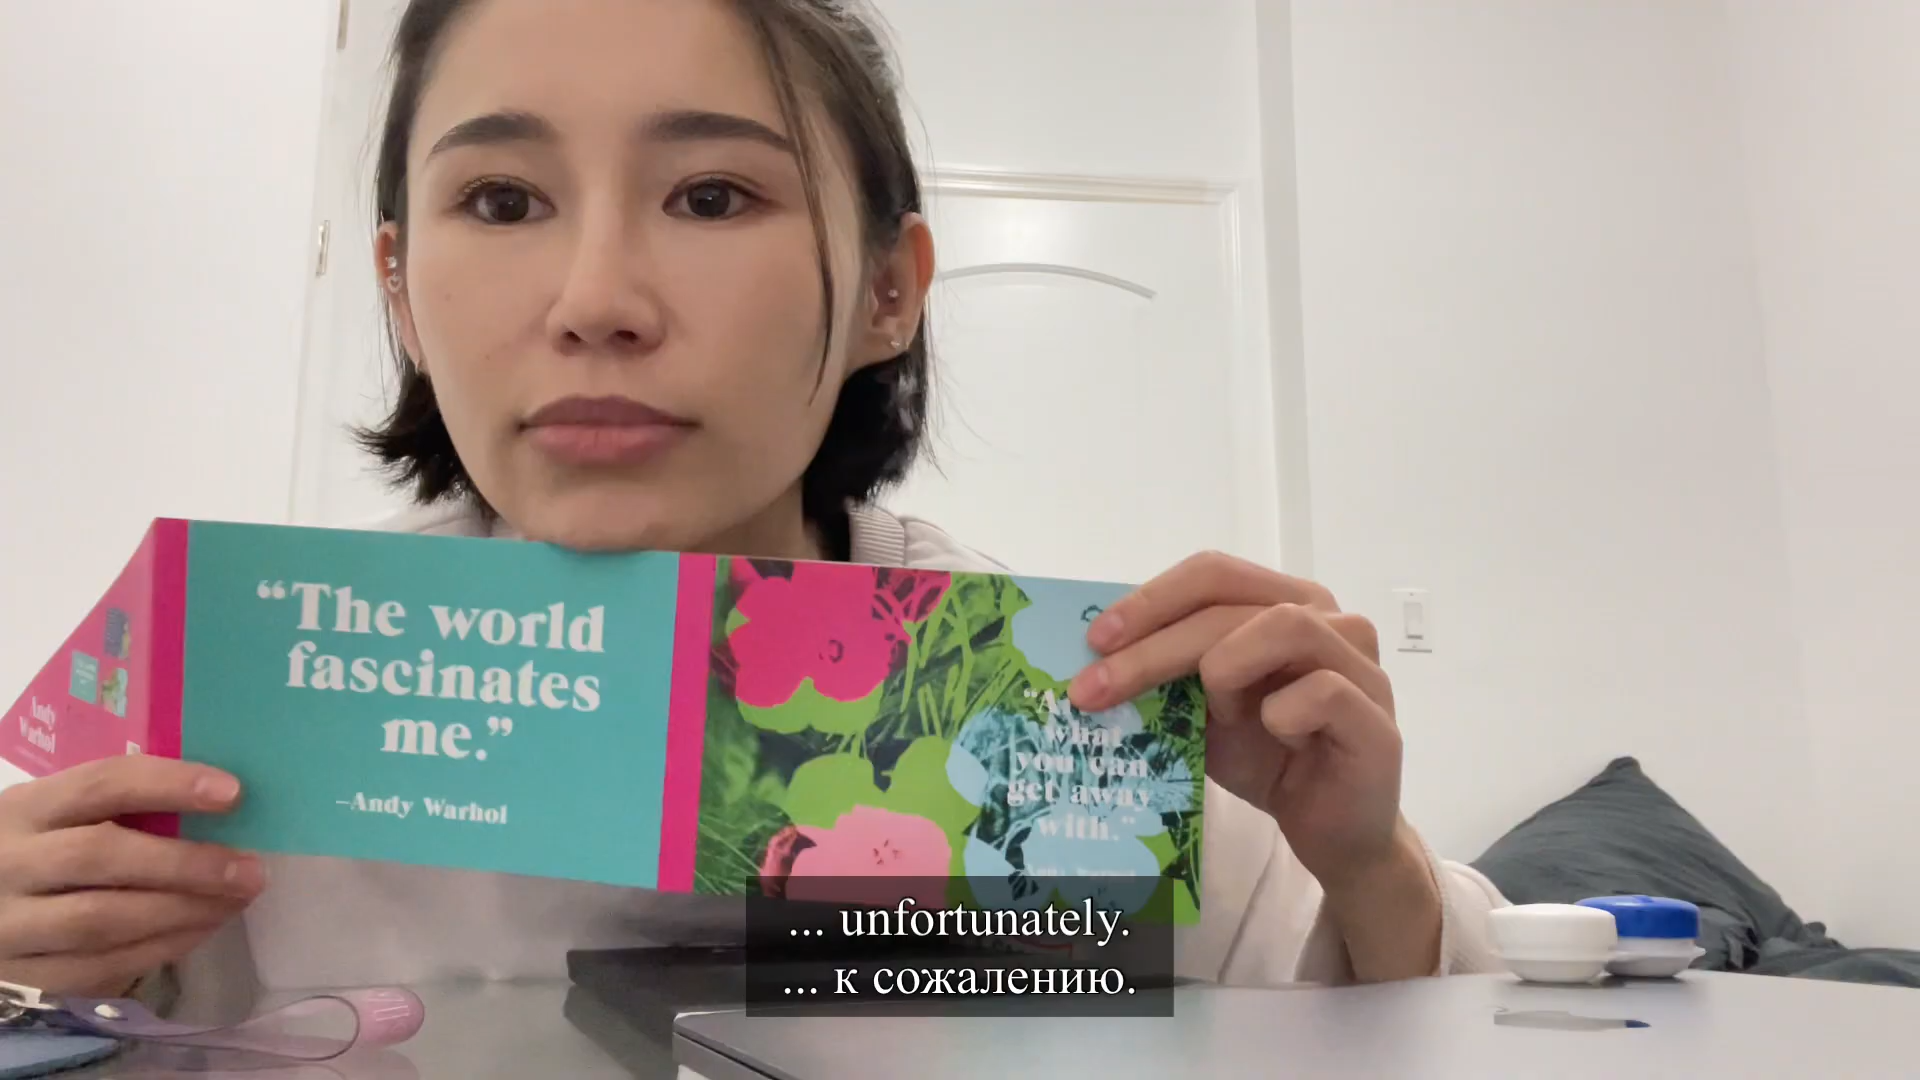 “The world
fascinates
me.”
–Andy Warhol
Andy
Warhol
what
you can
get away
with.”
... unfortunately.
... к сожалению.